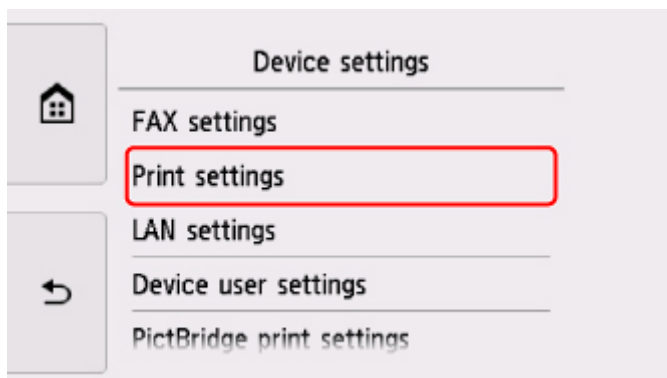 Device settings
FAX settings
Print settings
LAN settings
Device user settings
PictBridge print settings